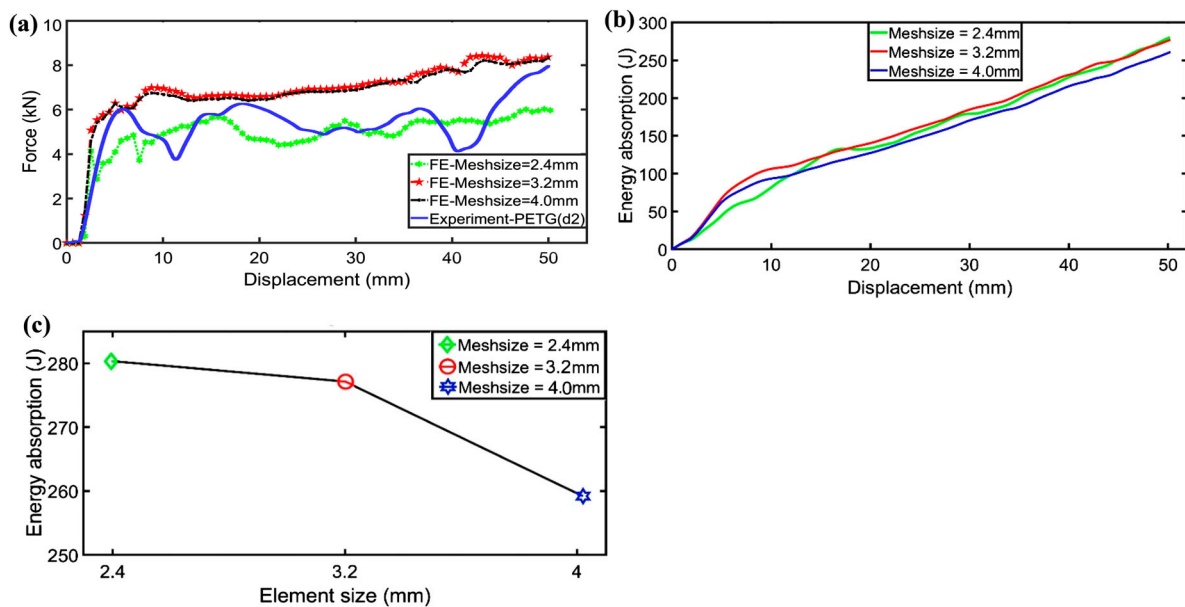 (a)
10
8
6
4
2
0
Force (kN)
0 10 20 30 40 50
Displacement (mm)
FE-Meshsize=2.4mm
FE-Meshsize=3.2mm
FE-Meshsize=4.0mm
Experiment-PETG(d2)
(b)
300
250
200
150
100
50
0
Energy absorption (J)
0 10 20 30 40 50
Displacement (mm)
Meshsize = 2.4mm
Meshsize = 3.2mm
Meshsize = 4.0mm
(c)
280
270
260
250
Energy absorption (J)
2.4 3.2 4
Element size (mm)
Meshsize = 2.4mm
Meshsize = 3.2mm
Meshsize = 4.0mm